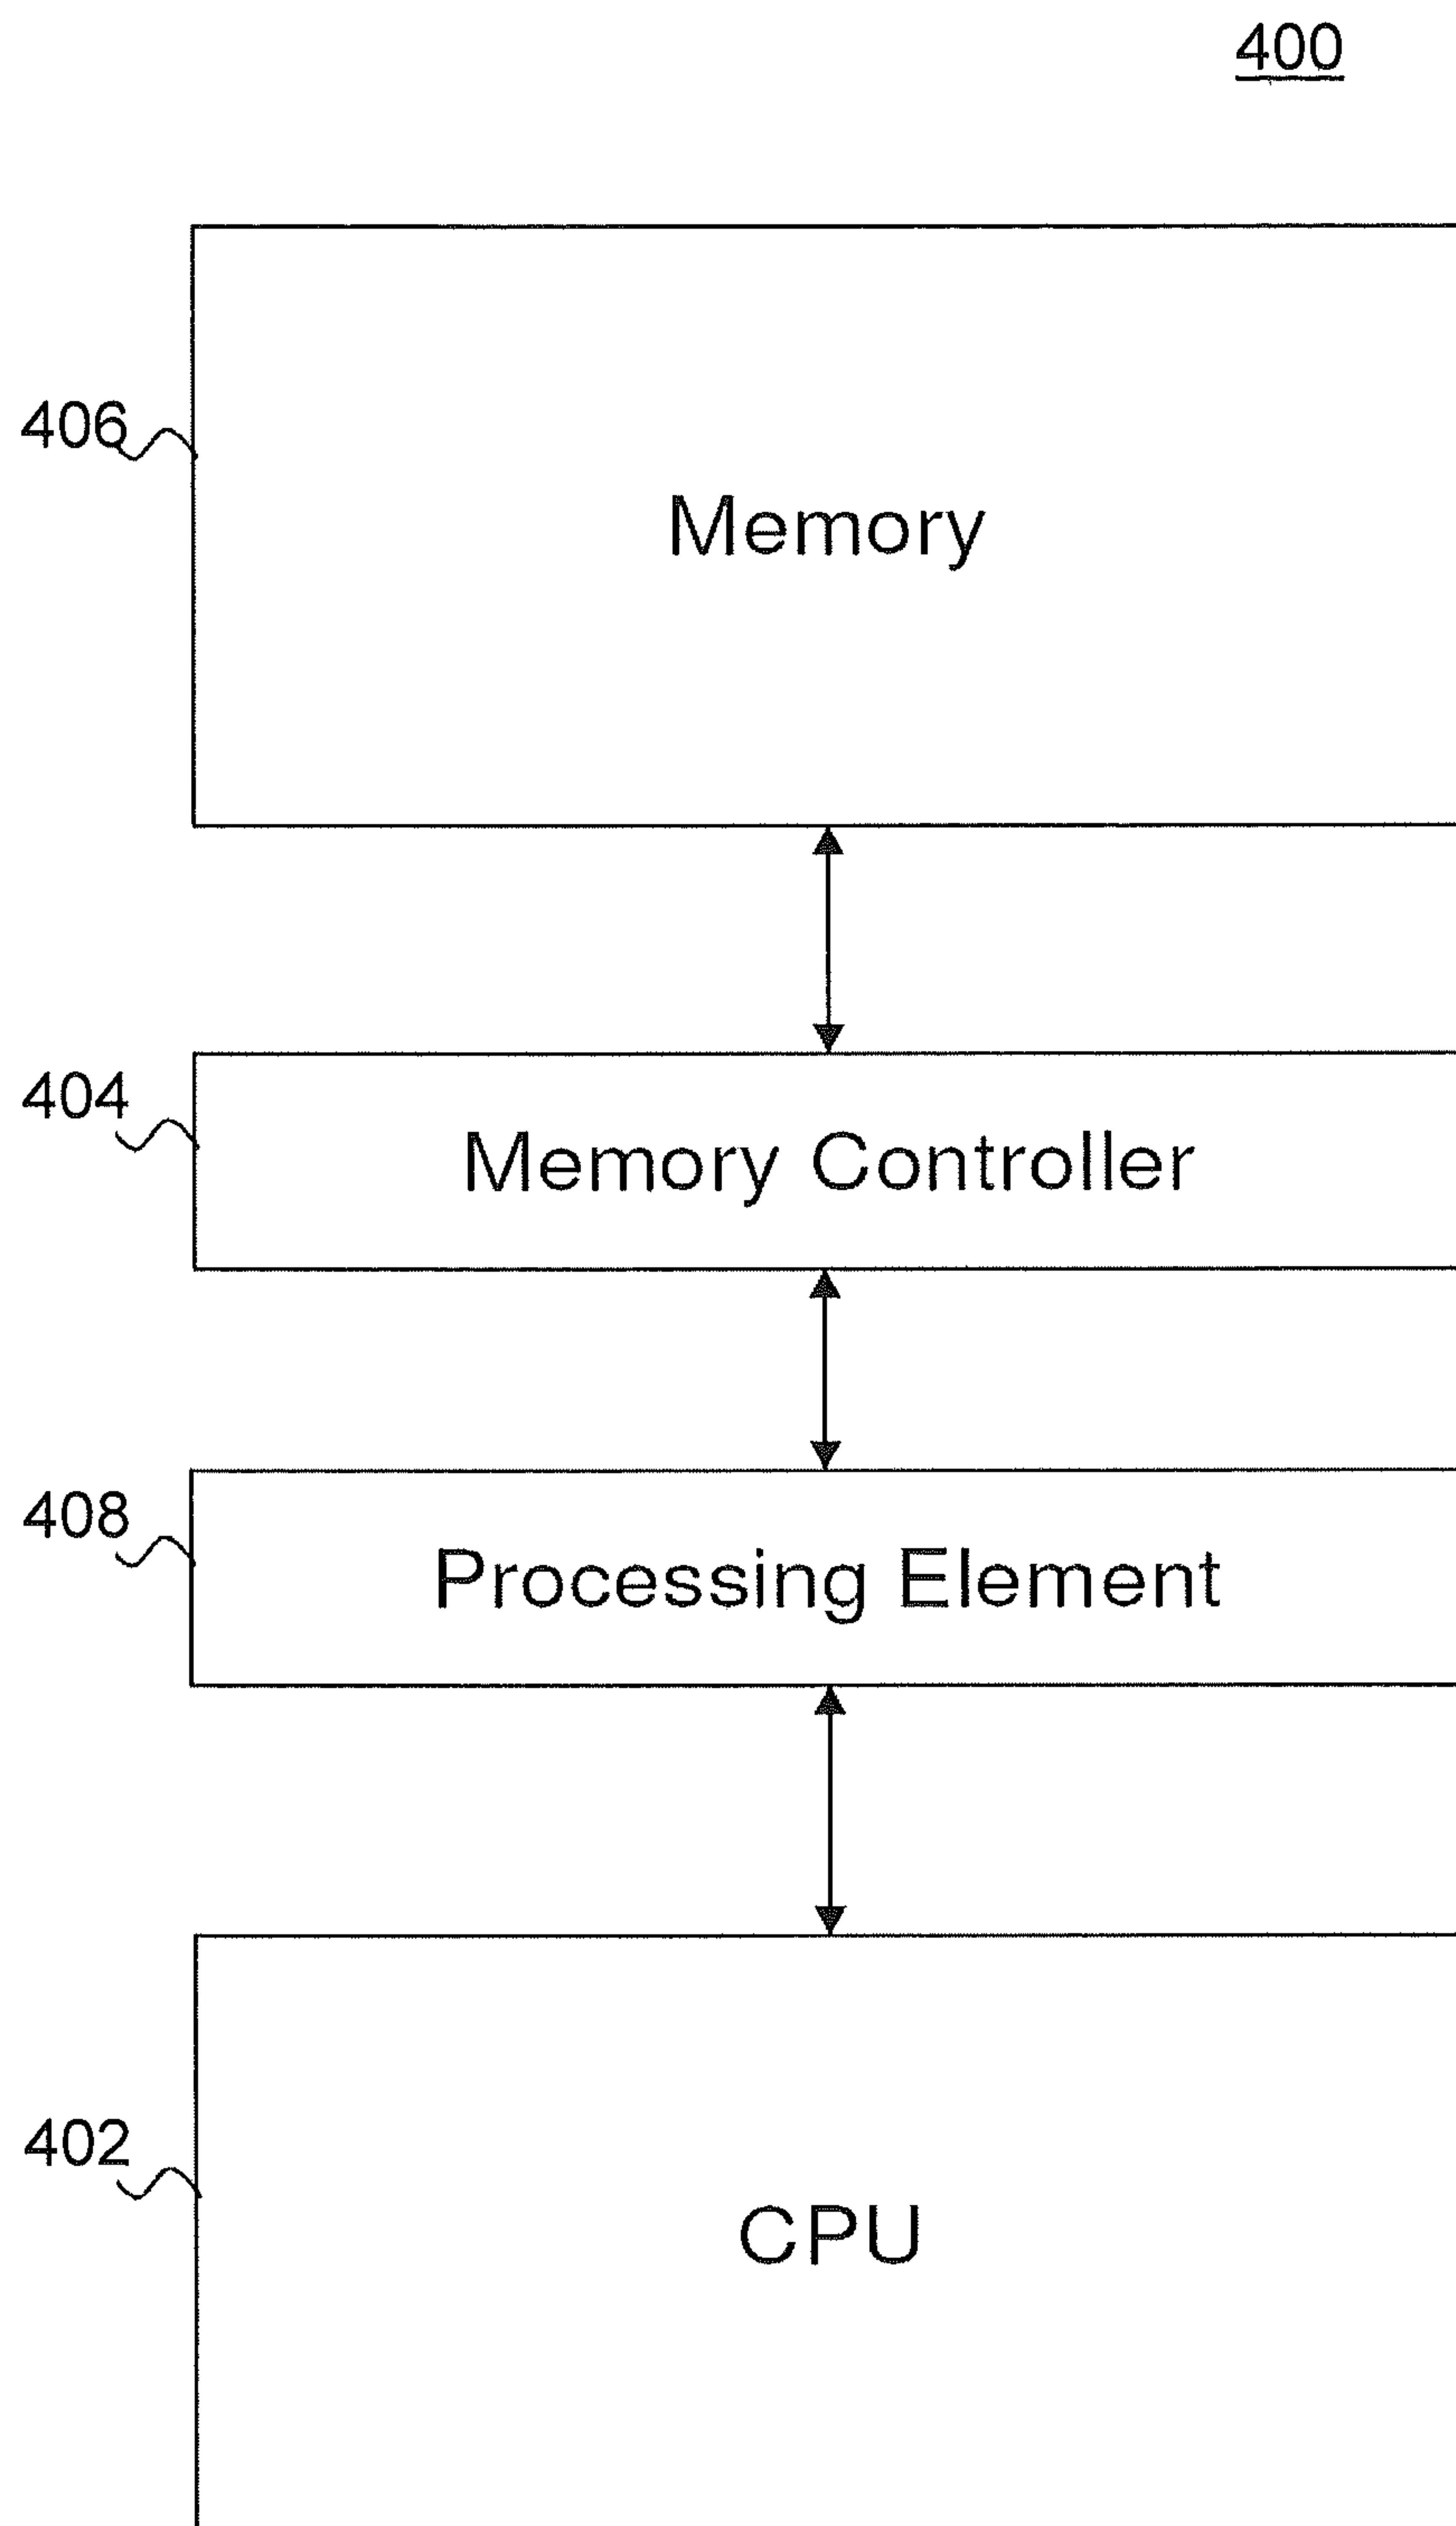 400
406
Memory
404
Memory Controller
408
Processing Element
402
CPU